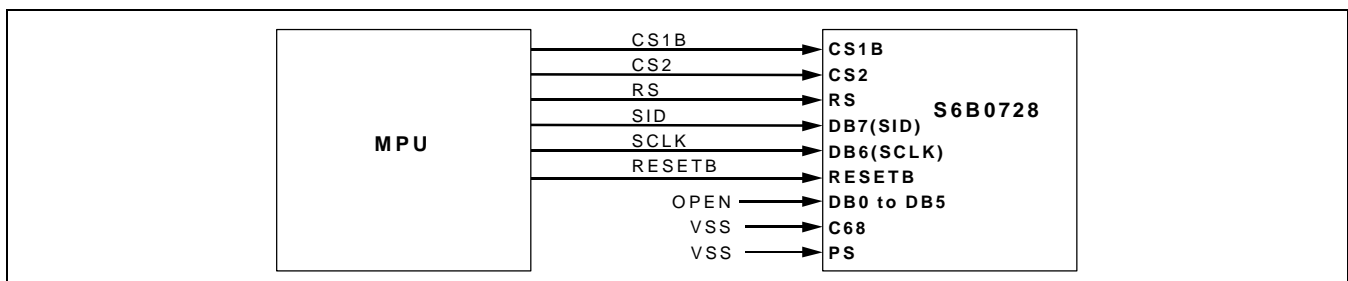 CS1B
CS1B
CS2
CS2
RS
RS
S6B0728
SID
DB7(SID)
MPU
SCLK
DB6(SCLK)
RESETB
RESETB
OPEN
DB0 to DB5
VSS
C68
VSS
PS